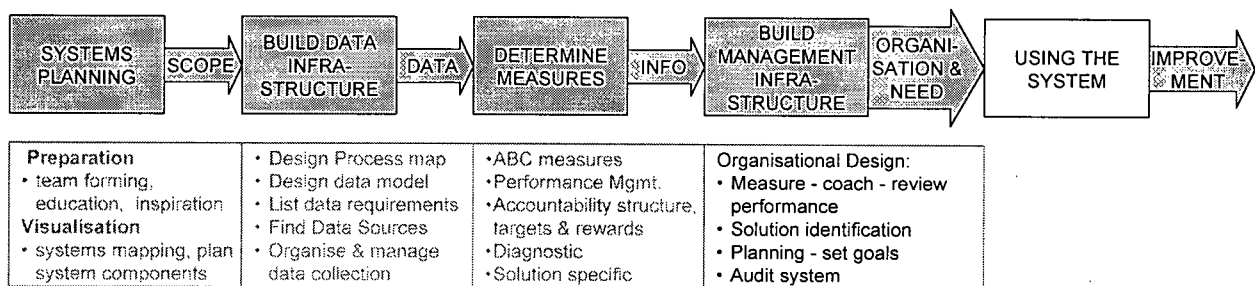 SYSTEMS
PLANNING
SCOPE
BUILD DATA
INFRA-
STRUCTURE
DATA
DETERMINE
MEASURES
INFO
BUILD
MANAGEMENT
INFRA-
STRUCTURE
ORGANI-
SATION &
NEED
USING THE
SYSTEM
IMPROVE-
MENT
Preparation
• team forming,
education, inspiration
Visualisation
• systems mapping, plan
system components
• Design Process map
• Design data model
• List data requirements
• Find Data Sources
• Organise & manage
data collection
•ABC measures
•Performance Mgmt.
•Accountability structure,
targets & rewards
•Diagnostic
•Solution specific
Organisational Design:
• Measure - coach - review
performance
• Solution identification
• Planning - set goals
• Audit system